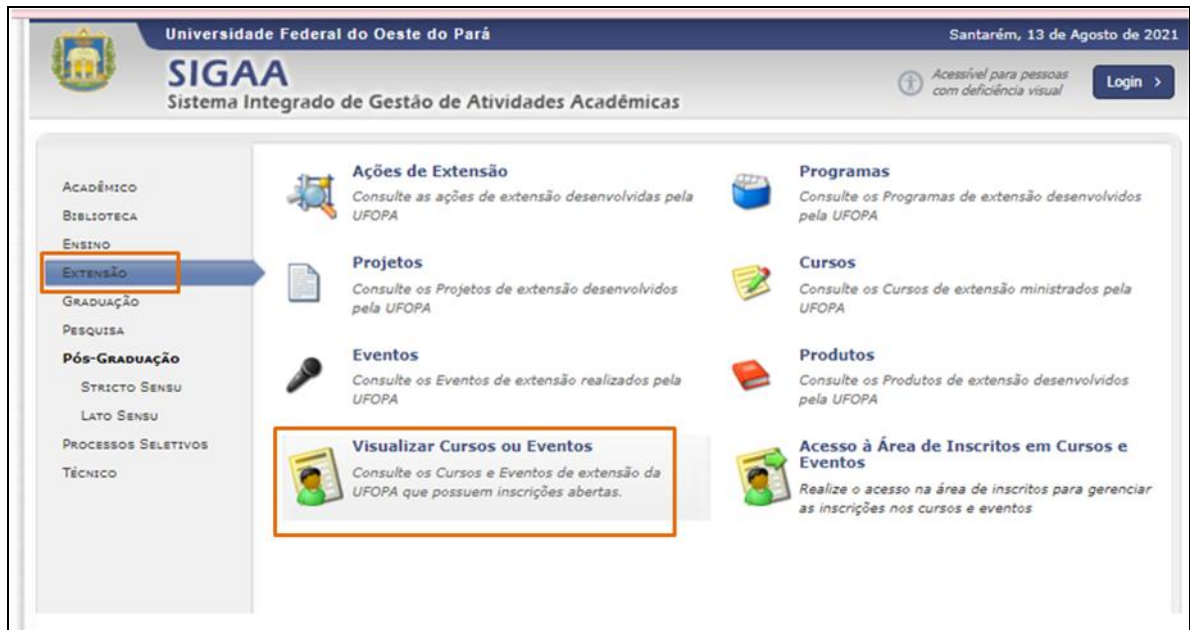 Universidade Federal do Oeste do Pará
Santarém, 13 de Agosto de 2021
SIGAA
Sistema Integrado de Gestão de Atividades Acadêmicas
Acessível para pessoas
com deficiência visual
Login >
Acadêmico
Biblioteca
Ensino
Extensão
Graduação
Pesquisa
Pós-Graduação
Stricto Sensu
Lato Sensu
Processos Seletivos
Técnico
Ações de Extensão
Consulte as ações de extensão desenvolvidas pela
UFOPA
Programas
Consulte os Programas de extensão desenvolvidos
pela UFOPA
Projetos
Consulte os Projetos de extensão desenvolvidos
pela UFOPA
Cursos
Consulte os Cursos de extensão ministrados pela
UFOPA
Eventos
Consulte os Eventos de extensão realizados pela
UFOPA
Produtos
Consulte os Produtos de extensão desenvolvidos
pela UFOPA
Visualizar Cursos ou Eventos
Consulte os Cursos e Eventos de extensão da
UFOPA que possuem inscrições abertas.
Acesso à Área de Inscritos em Cursos e
Eventos
Realize o acesso na área de inscritos para gerenciar
as inscrições nos cursos e eventos